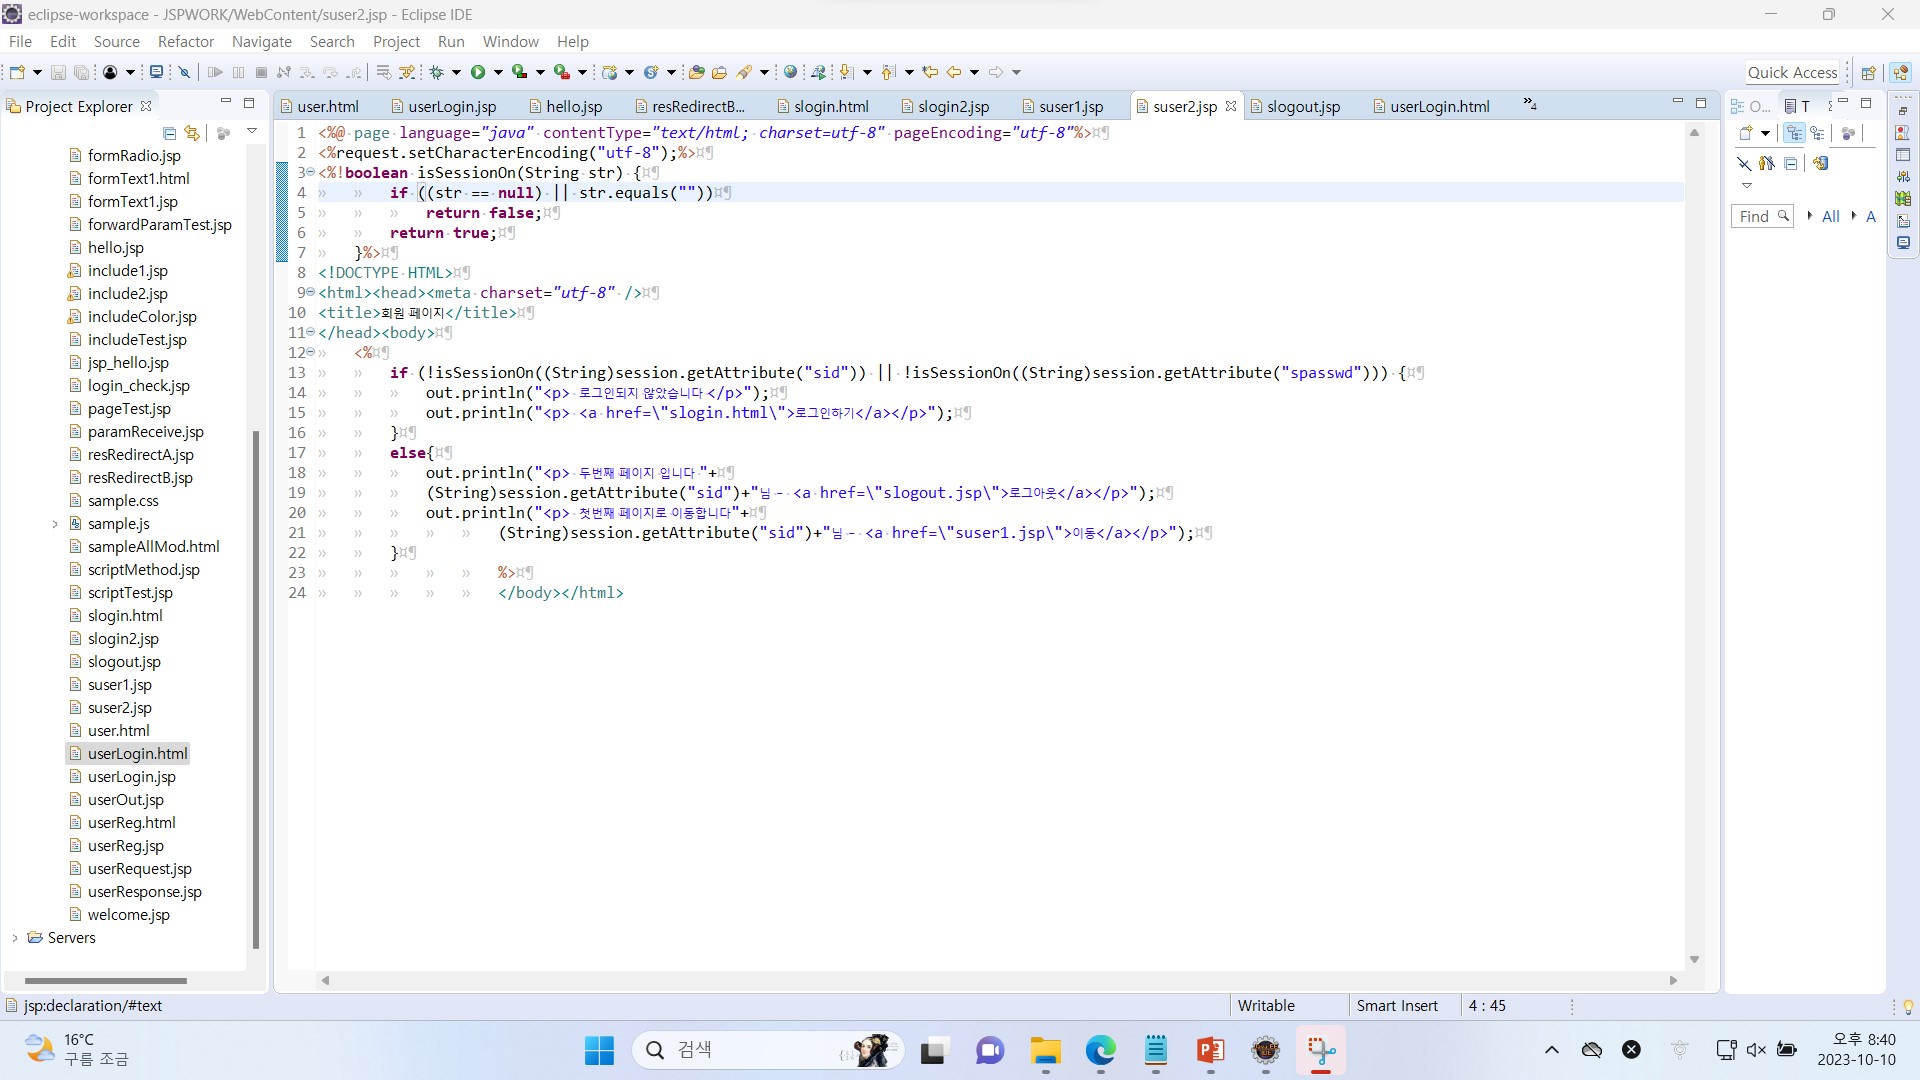 eclipse-workspace - JSPWORK/WebContent/suser2.jsp - Eclipse IDE
File Edit Source Refactor Navigate Search Project Run Window Help
Quick Access
Project Explorer
formRadio.jsp
formText1.html
formText1.jsp
forwardParamTest.jsp
hello.jsp
include1.jsp
include2.jsp
includeColor.jsp
includeTest.jsp
jsp_hello.jsp
login_check.jsp
pageTest.jsp
paramReceive.jsp
resRedirectA.jsp
resRedirectB.jsp
sample.css
sample.js
sampleAllMod.html
scriptMethod.jsp
scriptTest.jsp
slogin.html
slogin2.jsp
slogout.jsp
suser1.jsp
suser2.jsp
user.html
userLogin.html
userLogin.jsp
userOut.jsp
userReg.html
userReg.jsp
userRequest.jsp
userResponse.jsp
welcome.jsp
Servers
user.html userLogin.jsp hello.jsp resRedirectB... slogin.html slogin2.jsp suser1.jsp suser2.jsp slogout.jsp userLogin.html »4
1 <%@ page language="java" contentType="text/html; charset=utf-8" pageEncoding="utf-8"%>
2 <%request.setCharacterEncoding("utf-8");%>
3 <%!boolean isSessionOn(String str) {
4 if ((str == null) || str.equals(""))
5 return false;
6 return true;
7 }%>
8 <!DOCTYPE HTML>
9 <html><head><meta charset="utf-8" />
10 <title>회원 페이지</title>
11 </head><body>
12 <%
13 if (!isSessionOn((String)session.getAttribute("sid")) || !isSessionOn((String)session.getAttribute("spasswd"))) {
14 out.println("<p> 로그인되지 않았습니다 </p>");
15 out.println("<p> <a href=\"slogin.html\">로그인하기</a></p>");
16 }
17 else{
18 out.println("<p> 두번째 페이지 입니다 "+
19 (String)session.getAttribute("sid")+"님 - <a href=\"slogout.jsp\">로그아웃</a></p>");
20 out.println("<p> 첫번째 페이지로 이동합니다"+
21 (String)session.getAttribute("sid")+"님 - <a href=\"suser1.jsp\">이동</a></p>");
22 }
23 %>
24 </body></html>
O... T
Find All A
jsp:declaration/#text
Writable Smart Insert 4 : 45
16°C
구름 조금
검색
오후 8:40
2023-10-10